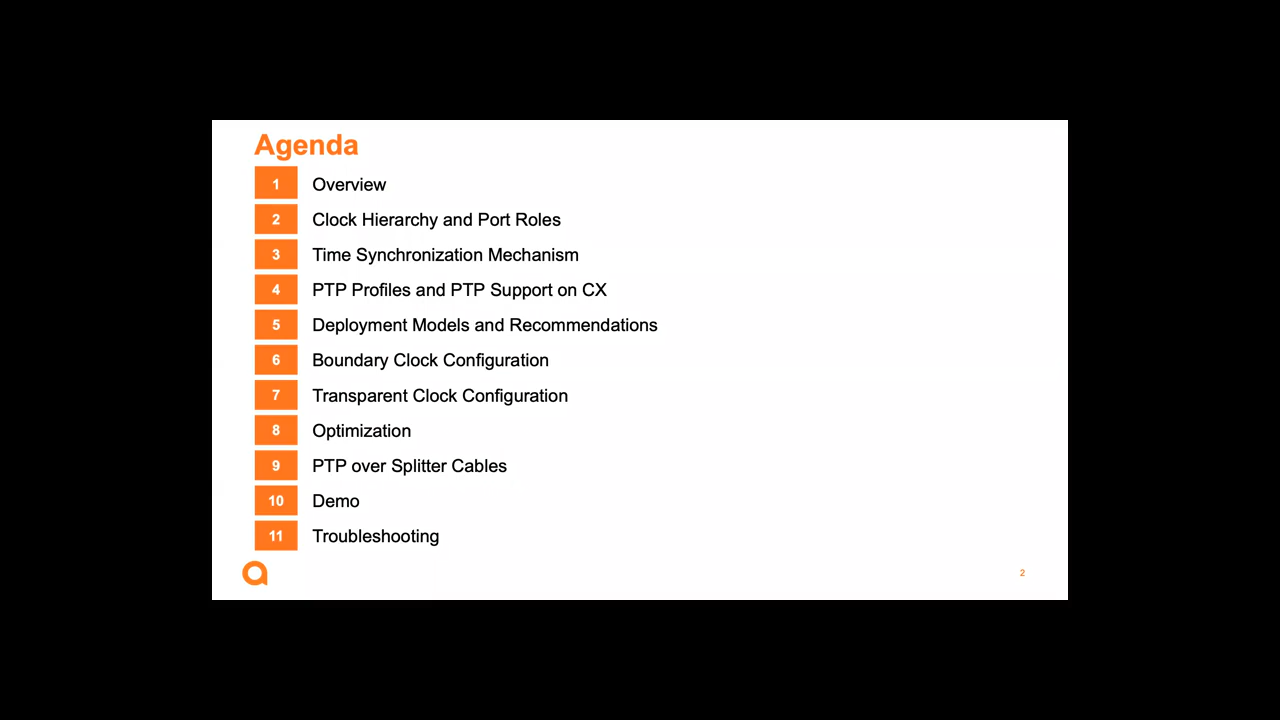 Agenda
1 Overview
2 Clock Hierarchy and Port Roles
3 Time Synchronization Mechanism
4 PTP Profiles and PTP Support on CX
5 Deployment Models and Recommendations
6 Boundary Clock Configuration
7 Transparent Clock Configuration
8 Optimization
9 PTP over Splitter Cables
10 Demo
11 Troubleshooting
2